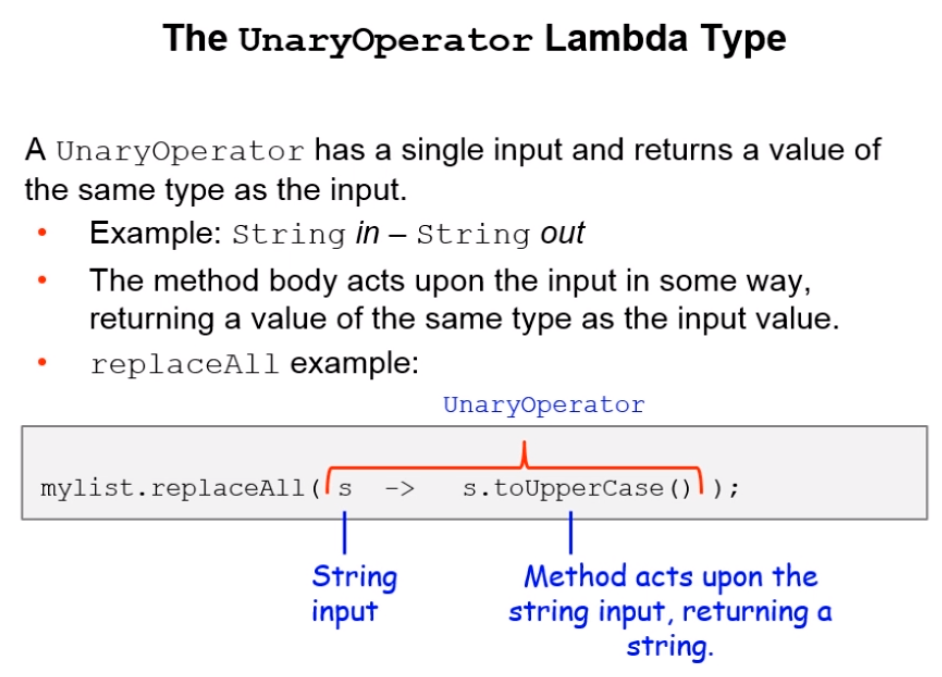 The UnaryOperator Lambda Type
A UnaryOperator has a single input and returns a value of
the same type as the input.
• Example: String in – String out
• The method body acts upon the input in some way,
returning a value of the same type as the input value.
• replaceAll example:
UnaryOperator
mylist.replaceAll( s -> s.toUpperCase() );
String
input
Method acts upon the
string input, returning a
string.